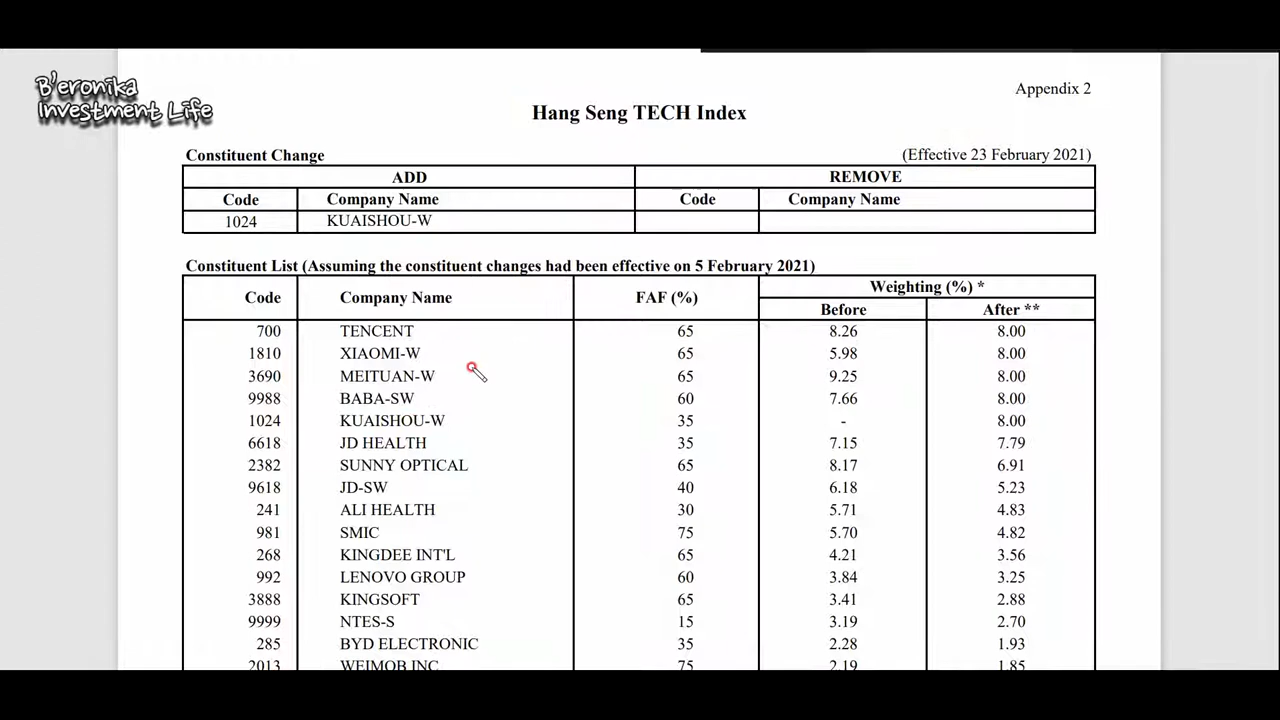 B'eronika
Investment Life
Appendix 2
Hang Seng TECH Index
Constituent Change (Effective 23 February 2021)
ADD REMOVE
Code Company Name Code Company Name
1024 KUAISHOU-W
Constituent List (Assuming the constituent changes had been effective on 5 February 2021)
Code Company Name FAF (%) Weighting (%) *
Before After **
700 TENCENT 65 8.26 8.00
1810 XIAOMI-W 65 5.98 8.00
3690 MEITUAN-W 65 9.25 8.00
9988 BABA-SW 60 7.66 8.00
1024 KUAISHOU-W 35 - 8.00
6618 JD HEALTH 35 7.15 7.79
2382 SUNNY OPTICAL 65 8.17 6.91
9618 JD-SW 40 6.18 5.23
241 ALI HEALTH 30 5.71 4.83
981 SMIC 75 5.70 4.82
268 KINGDEE INT'L 65 4.21 3.56
992 LENOVO GROUP 60 3.84 3.25
3888 KINGSOFT 65 3.41 2.88
9999 NTES-S 15 3.19 2.70
285 BYD ELECTRONIC 35 2.28 1.93
2013 WEIMOB INC 75 2.19 1.85